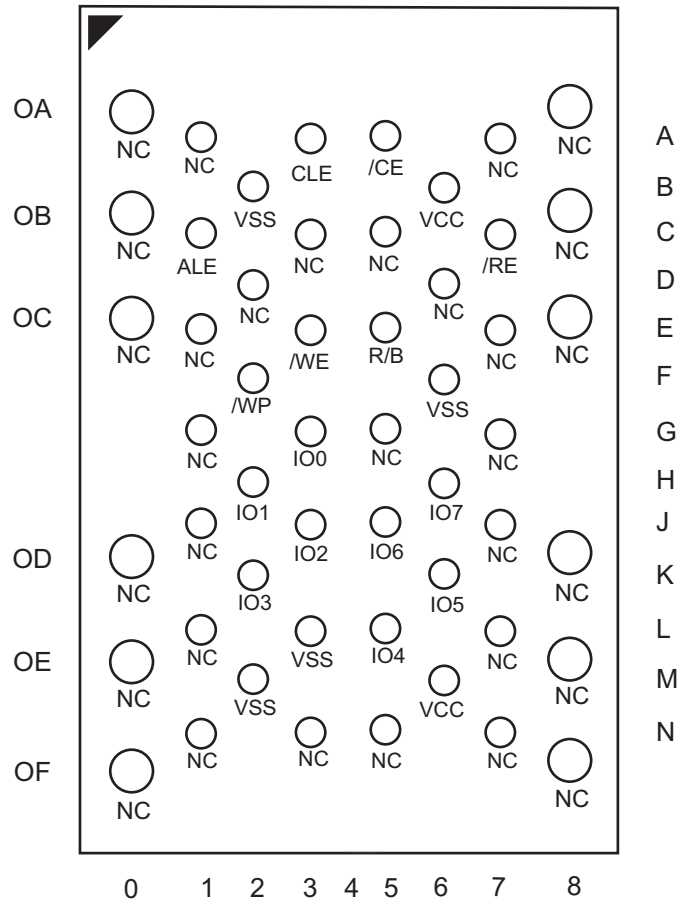 OA
NC NC CLE /CE NC NC A
B
OB VSS VCC
NC ALE NC NC /RE NC C
D
OC NC NC
NC NC /WE R/B NC NC E
/WP VSS F
NC IO0 NC NC G
IO1 IO7 H
NC IO2 IO6 NC J
OD
NC IO3 IO5 NC K
NC VSS IO4 NC L
OE NC VSS VCC NC M
NC NC NC NC N
OF
NC NC
0 1 2 3 4 5 6 7 8